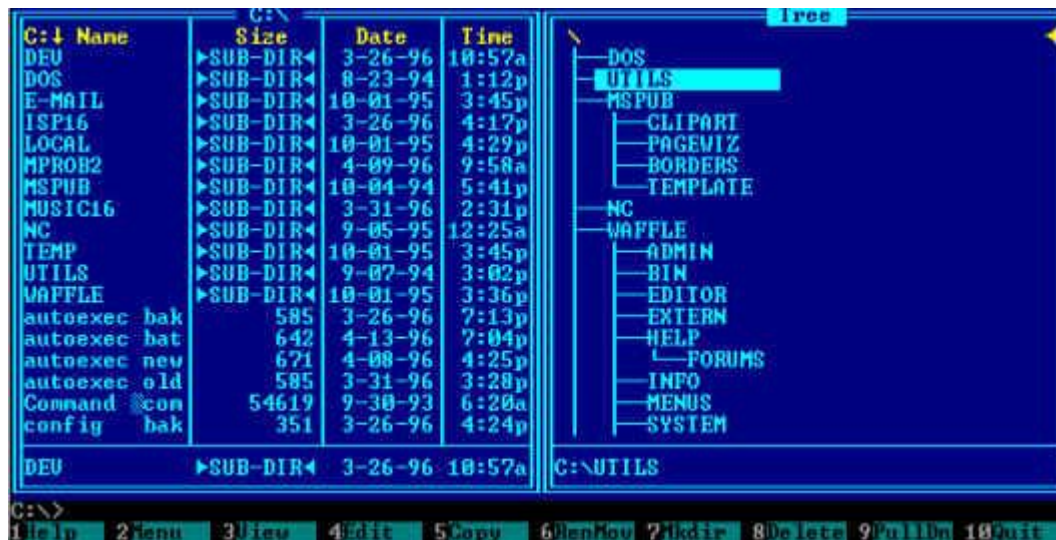 C:\
C:↓ Name Size Date Time
DEV ►SUB-DIR◄ 3-26-96 10:57a
DOS ►SUB-DIR◄ 8-23-94 1:12p
E-MAIL ►SUB-DIR◄ 10-01-95 3:45p
ISP16 ►SUB-DIR◄ 3-26-96 4:17p
LOCAL ►SUB-DIR◄ 10-01-95 4:29p
MPROB2 ►SUB-DIR◄ 4-09-96 9:58a
MSPUB ►SUB-DIR◄ 10-04-94 5:41p
MUSIC16 ►SUB-DIR◄ 3-31-96 2:31p
NC ►SUB-DIR◄ 9-05-95 12:25a
TEMP ►SUB-DIR◄ 10-01-95 3:45p
UTILS ►SUB-DIR◄ 9-07-94 3:02p
WAFFLE ►SUB-DIR◄ 10-01-95 3:36p
autoexec bak 585 3-26-96 7:13p
autoexec bat 642 4-13-96 7:04p
autoexec new 671 4-08-96 4:25p
autoexec old 585 3-31-96 3:28p
Command ▒com 54619 9-30-93 6:20a
config bak 351 3-26-96 4:24p
DEV ►SUB-DIR◄ 3-26-96 10:57a
Tree
\
DOS
UTILS
MSPUB
CLIPART
PAGEWIZ
BORDERS
TEMPLATE
NC
WAFFLE
ADMIN
BIN
EDITOR
EXTERN
HELP
FORUMS
INFO
MENUS
SYSTEM
C:\UTILS
C:\>
1Help 2Menu 3View 4Edit 5Copy 6RenMov 7Mkdir 8Delete 9PullDn 10Quit